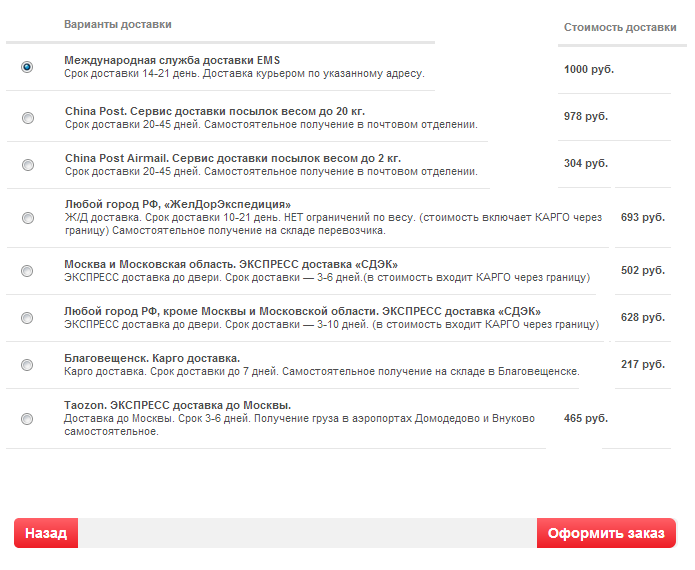 Варианты доставки
Стоимость доставки
Международная служба доставки EMS
Срок доставки 14-21 день. Доставка курьером по указанному адресу.
1000 руб.
China Post. Сервис доставки посылок весом до 20 кг.
Срок доставки 20-45 дней. Самостоятельное получение в почтовом отделении.
978 руб.
China Post Airmail. Сервис доставки посылок весом до 2 кг.
Срок доставки 20-45 дней. Самостоятельное получение в почтовом отделении.
304 руб.
Любой город РФ, «ЖелДорЭкспедиция»
Ж/Д доставка. Срок доставки 10-21 день. НЕТ ограничений по весу. (стоимость включает КАРГО через
границу) Самостоятельное получение на складе перевозчика.
693 руб.
Москва и Московская область. ЭКСПРЕСС доставка «СДЭК»
ЭКСПРЕСС доставка до двери. Срок доставки — 3-6 дней.(в стоимость входит КАРГО через границу)
502 руб.
Любой город РФ, кроме Москвы и Московской области. ЭКСПРЕСС доставка «СДЭК»
ЭКСПРЕСС доставка до двери. Срок доставки — 3-10 дней. (в стоимость входит КАРГО через границу)
628 руб.
Благовещенск. Карго доставка.
Карго доставка. Срок доставки до 7 дней. Самостоятельное получение на складе в Благовещенске.
217 руб.
Taozon. ЭКСПРЕСС доставка до Москвы.
Доставка до Москвы. Срок 3-6 дней. Получение груза в аэропортах Домодедово и Внуково
самостоятельное.
465 руб.
Назад
Оформить заказ